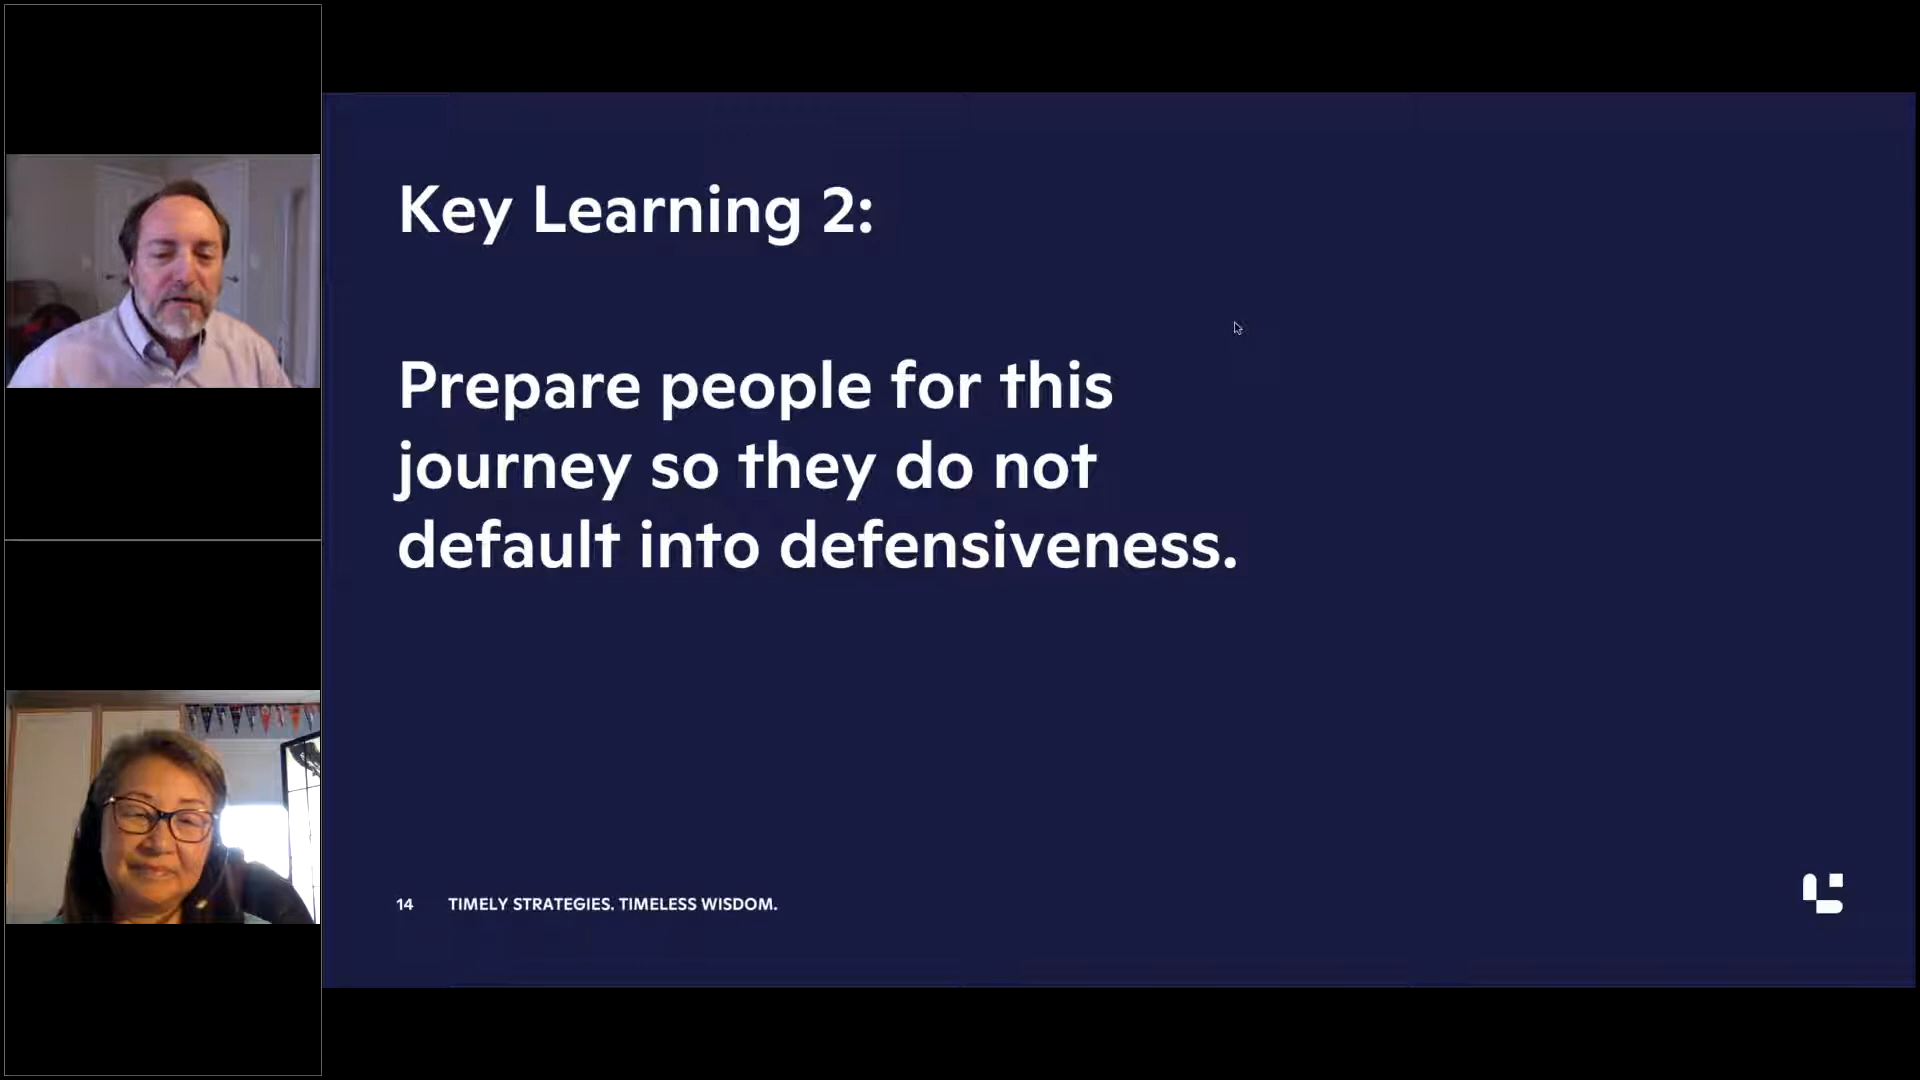 Key Learning 2:
Prepare people for this
journey so they do not
default into defensiveness.
14 TIMELY STRATEGIES. TIMELESS WISDOM.